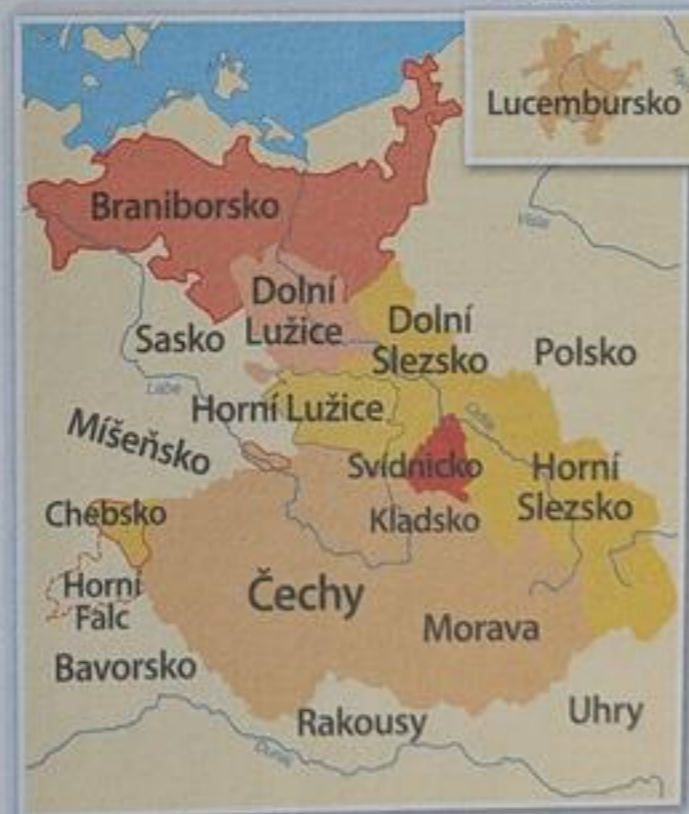 Lucembursko
Visla
Braniborsko
Dolní
Lužice
Dolní
Slezsko
Sasko
Polsko
Labe
Horní Lužice
Odra
Míšeňsko
Svídnicko
Horní
Slezsko
Chebsko
Kladsko
Horní
Falc
Čechy
Morava
Bavorsko
Rakousy
Uhry
Dunaj